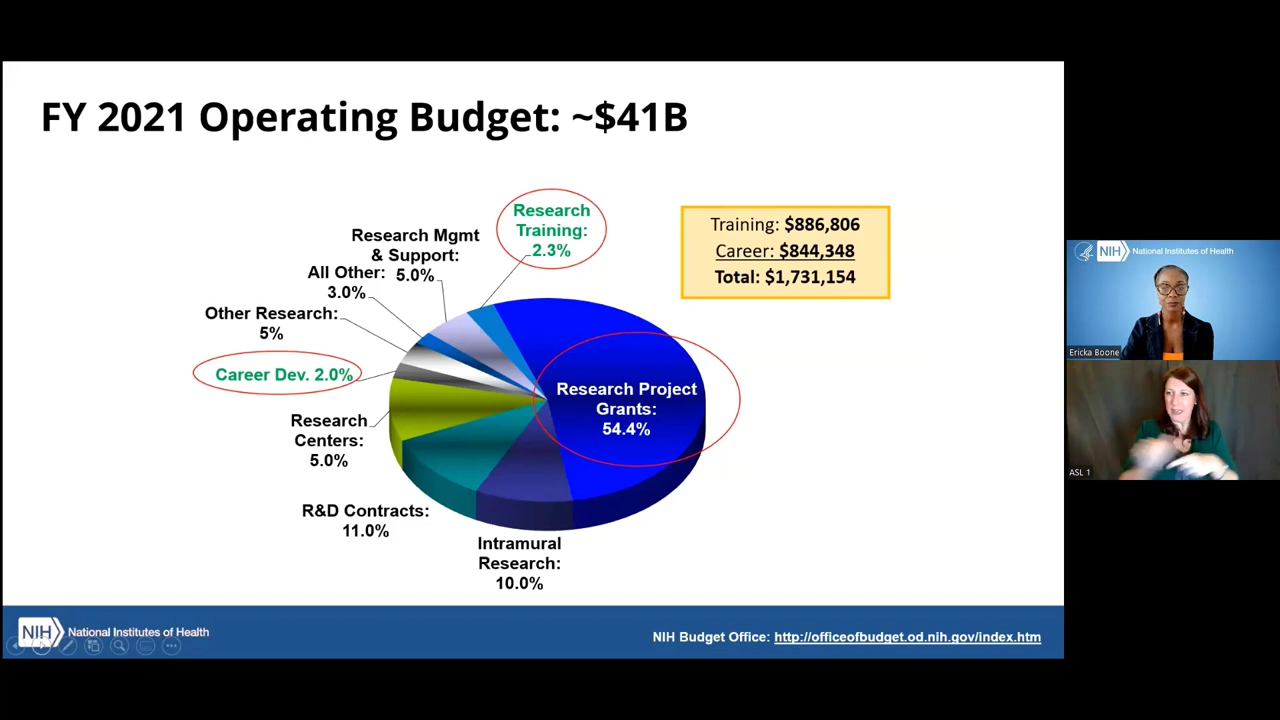 FY 2021 Operating Budget: ~$41B
Research
Training:
2.3%
Research Mgmt
& Support:
5.0%
All Other:
3.0%
Other Research:
5%
Career Dev. 2.0%
Research
Centers:
5.0%
R&D Contracts:
11.0%
Intramural
Research:
10.0%
Research Project
Grants:
54.4%
Training: $886,806
Career: $844,348
Total: $1,731,154
NIH National Institutes of Health
NIH Budget Office: http://officeofbudget.od.nih.gov/index.htm
NIH National Institutes of Health
Ericka Boone
ASL 1